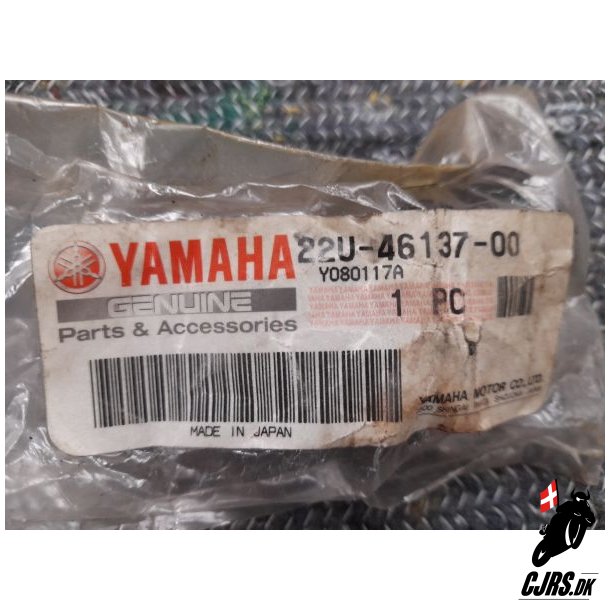 YAMAHA
22U-46137-00
Y080117A
GENUINE
1 PC
Parts & Accessories
YAMAHA MOTOR CO., LTD.
MADE IN JAPAN
CJRS.DK